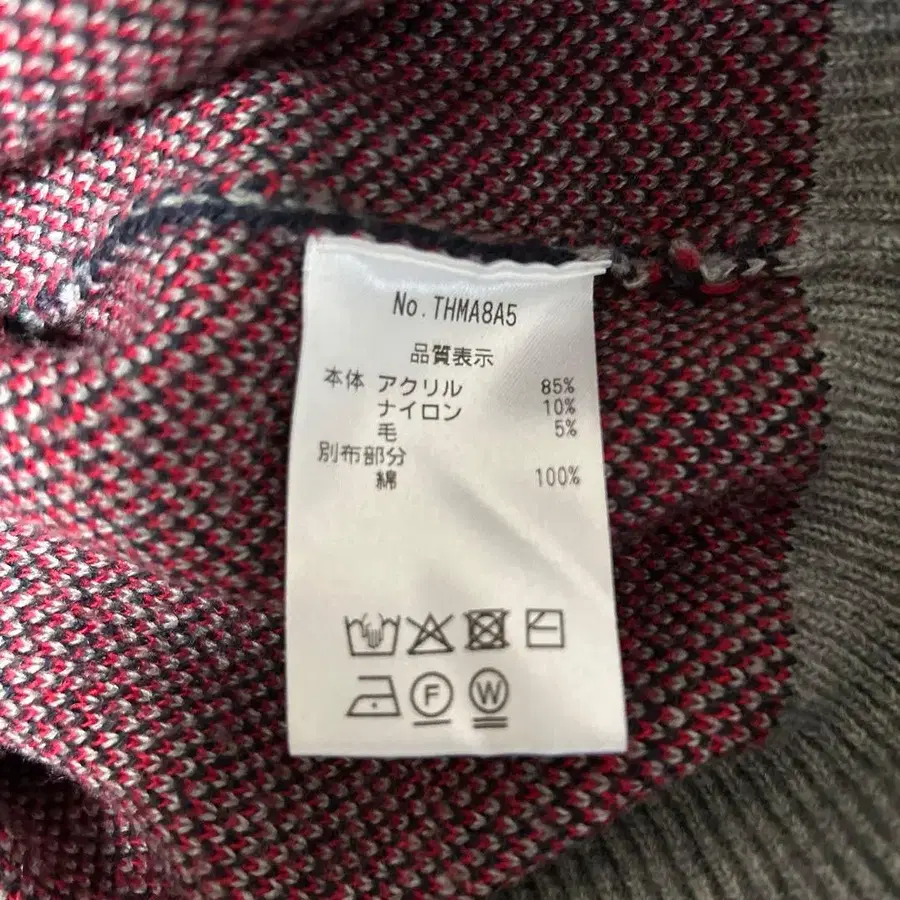 No.THMA8A5
品質表示
本体 アクリル 85%
ナイロン 10%
毛 5%
別布部分
綿 100%
F W